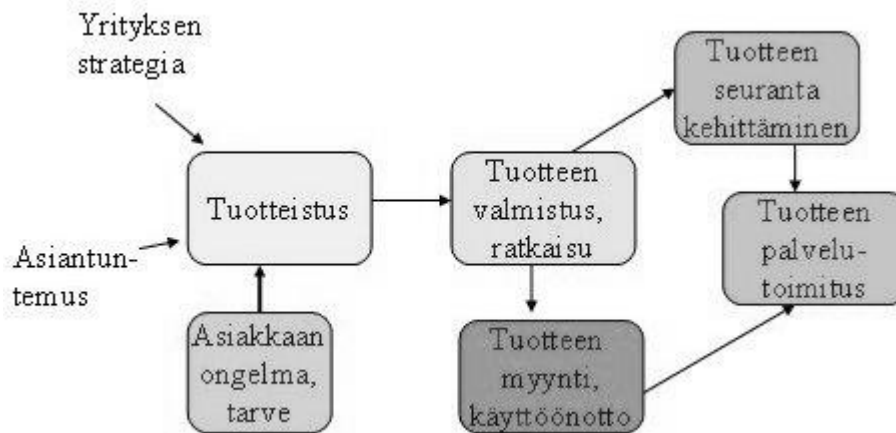 Yrityksen
strategia
Tuotteen
seuranta
kehittäminen
Tuotteistus
Tuotteen
valmistus,
ratkaisu
Tuotteen
palvelu-
toimitus
Asiantun-
temus
Asiakkaan
ongelma,
tarve
Tuotteen
myynti,
käyttöönotto